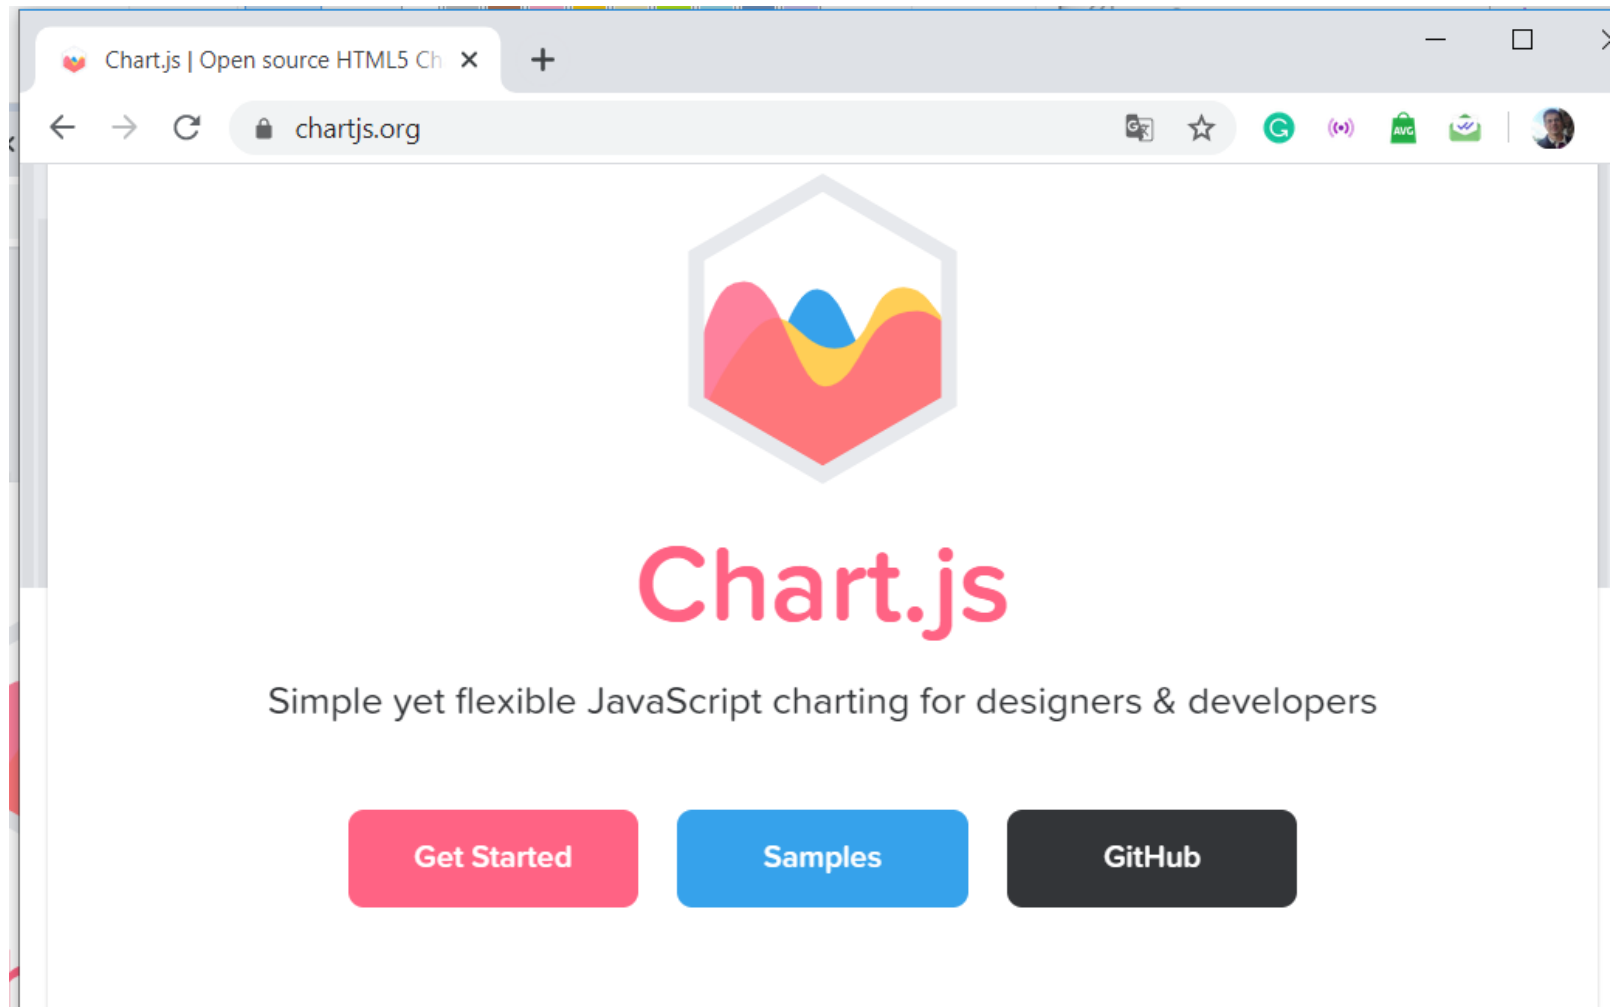 Chart.js | Open source HTML5 Ch
chartjs.org
AVG
Chart.js
Simple yet flexible JavaScript charting for designers & developers
Get Started
Samples
GitHub